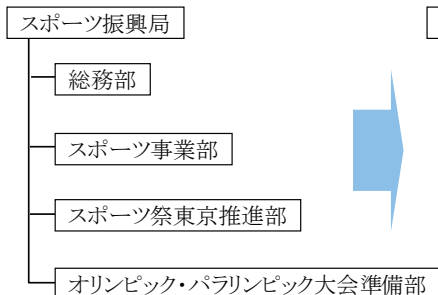 スポーツ振興局
総務部
スポーツ事業部
スポーツ祭東京推進部
オリンピック・パラリンピック大会準備部